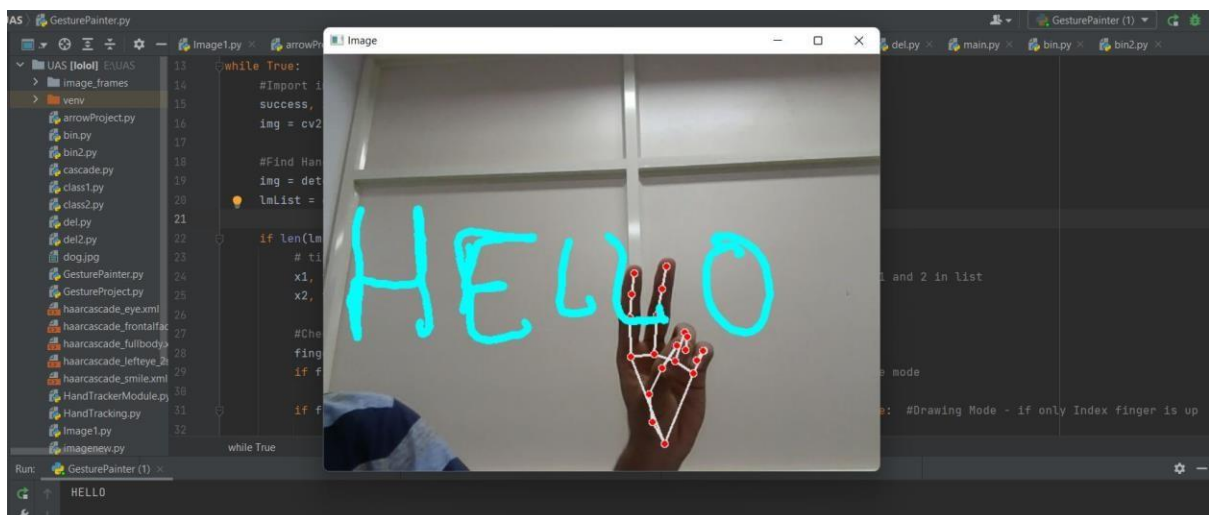 UAS GesturePainter.py GesturePainter (1)
Image1.py Image del.py main.py bin.py bin2.py
UAS [lolol] E:\UAS
image_frames
venv
arrowProject.py
bin.py
bin2.py
cascade.py
class1.py
class2.py
del.py
del2.py
dog.jpg
GesturePainter.py
GestureProject.py
haarcascade_eye.xml
haarcascade_frontalfac
haarcascade_fullbody.x
haarcascade_lefteye_2s
haarcascade_smile.xml
HandTrackerModule.py
HandTracking.py
Image1.py
imagenew.py
13 while True:
14 #Import i
15 success,
16 img = cv2
17
18 #Find Han
19 img = det
20 lmList =
21
22 if len(lm
23 # ti
24 x1, 1 and 2 in list
25 x2,
26
27 #Che
28 fing
29 if f e mode
30
31 if f e: #Drawing Mode - if only Index finger is up
32
while True
HELLO
Run: GesturePainter (1)
HELLO